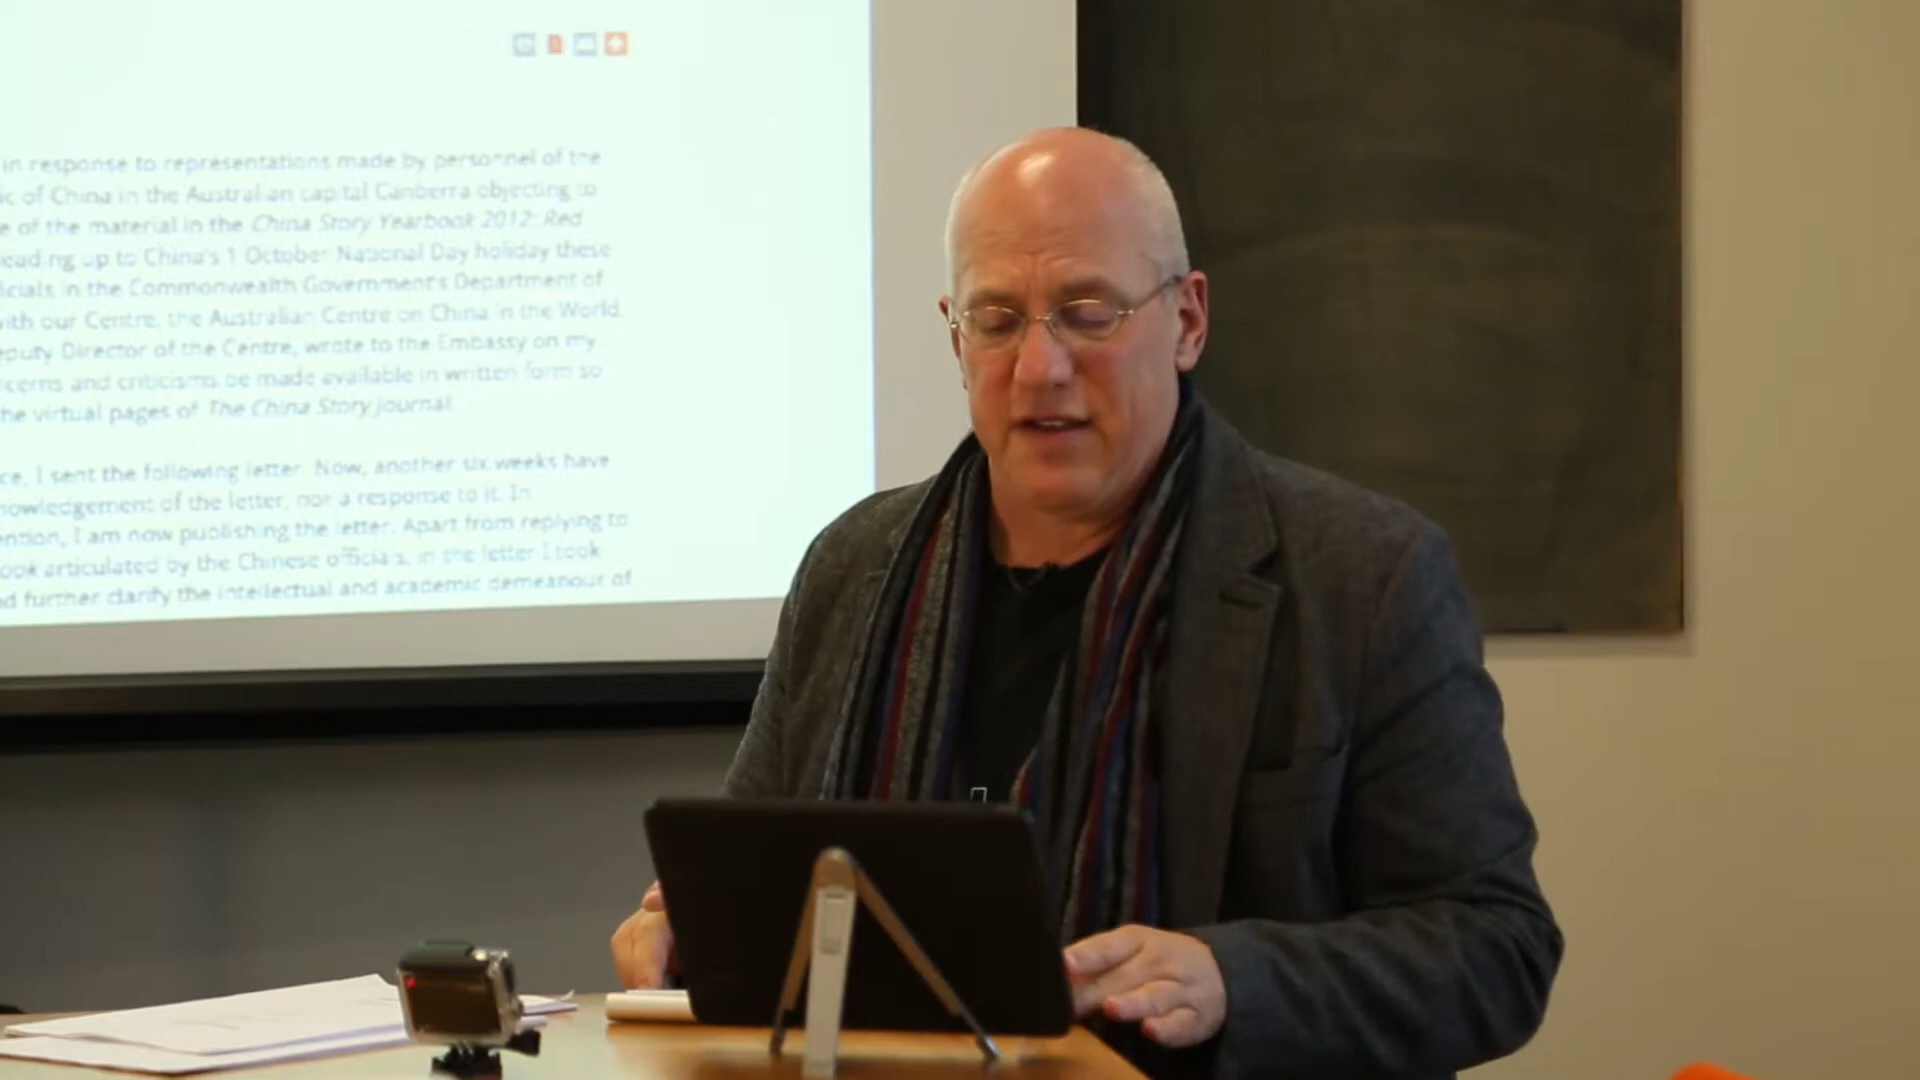 in response to representations made by personnel of the
ic of China in the Australian capital Canberra objecting to
e of the material in the China Story Yearbook 2012: Red
eading up to China's 1 October National Day holiday these
icials in the Commonwealth Government's Department of
with our Centre, the Australian Centre on China in the World.
eputy Director of the Centre, wrote to the Embassy on my
cerns and criticisms be made available in written form so
he virtual pages of The China Story Journal.
ce, I sent the following letter. Now, another six weeks have
nowledgement of the letter, nor a response to it. In
ention, I am now publishing the letter. Apart from replying to
ook articulated by the Chinese officials, in the letter I took
nd further clarify the intellectual and academic demeanour of